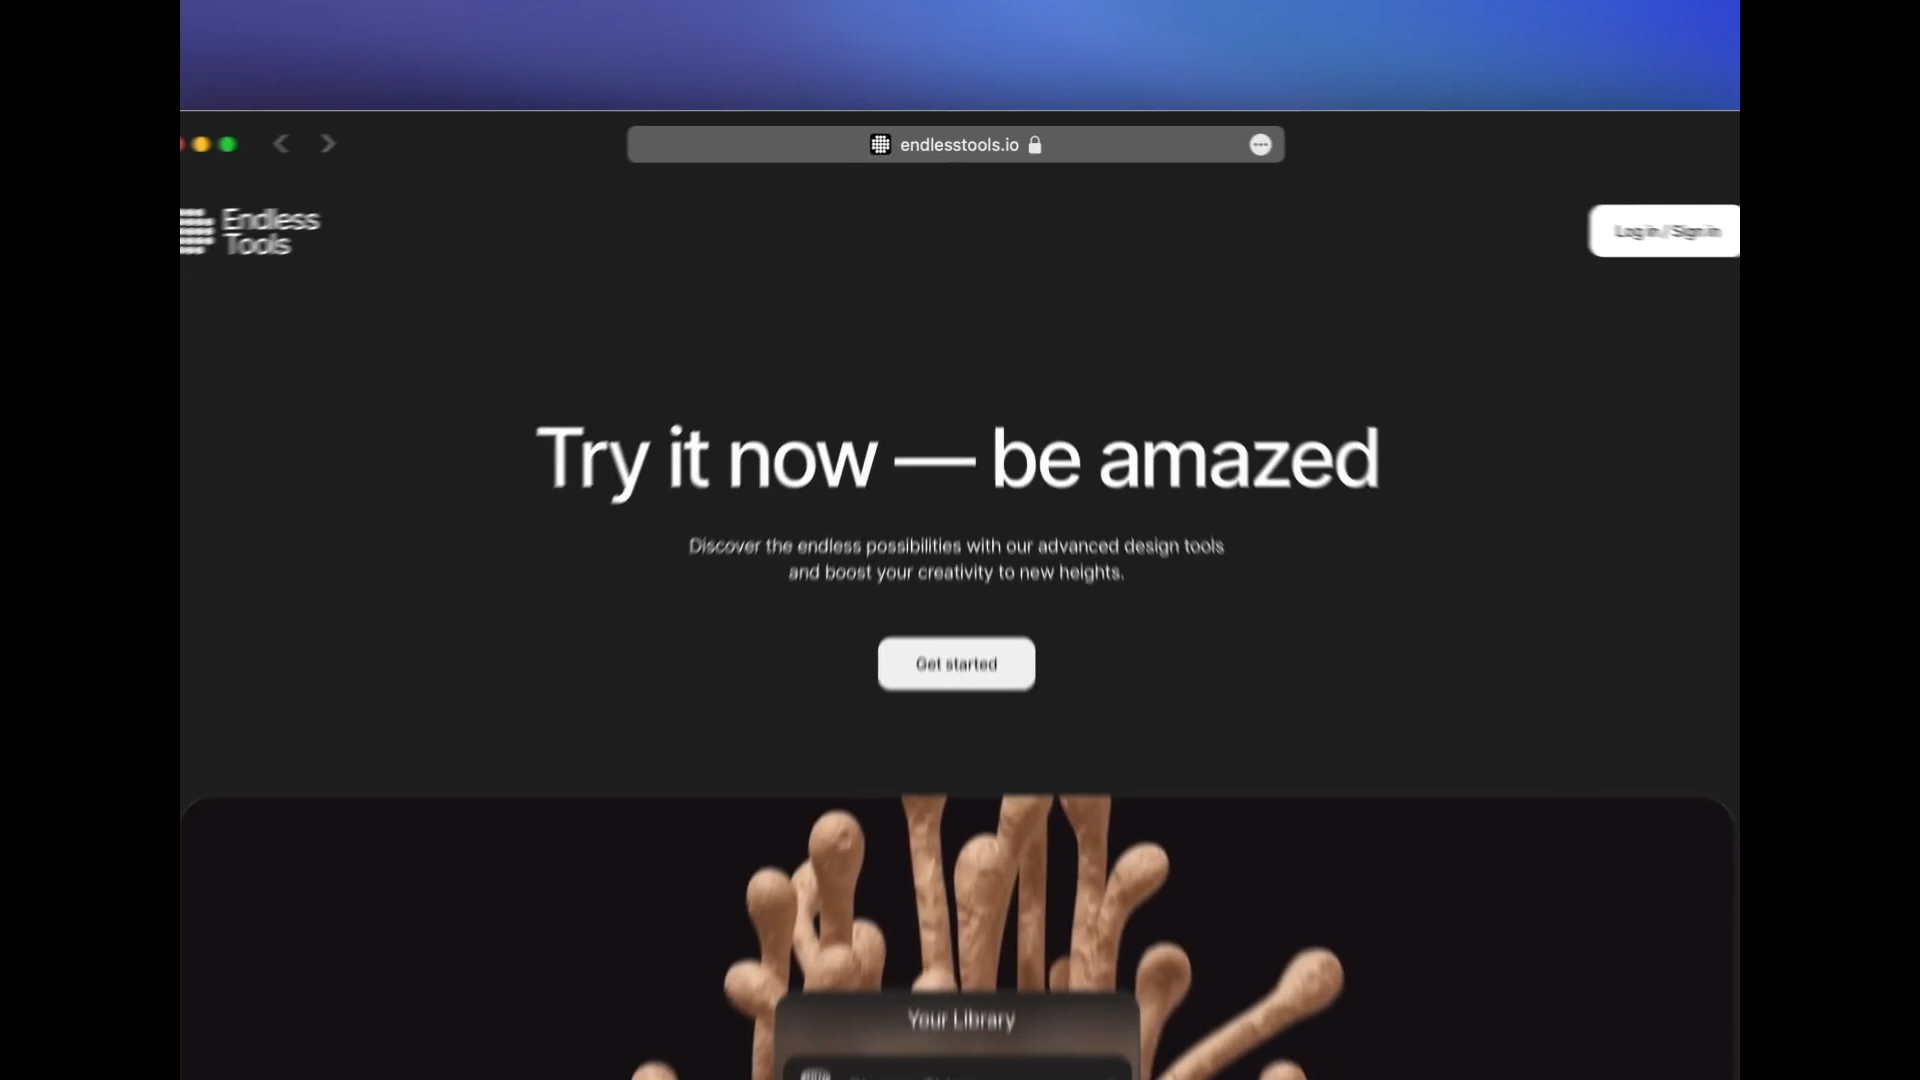 endlesstools.io
Endless
Tools
Log in / Sign in
Try it now — be amazed
Discover the endless possibilities with our advanced design tools
and boost your creativity to new heights.
Get started
Your Library